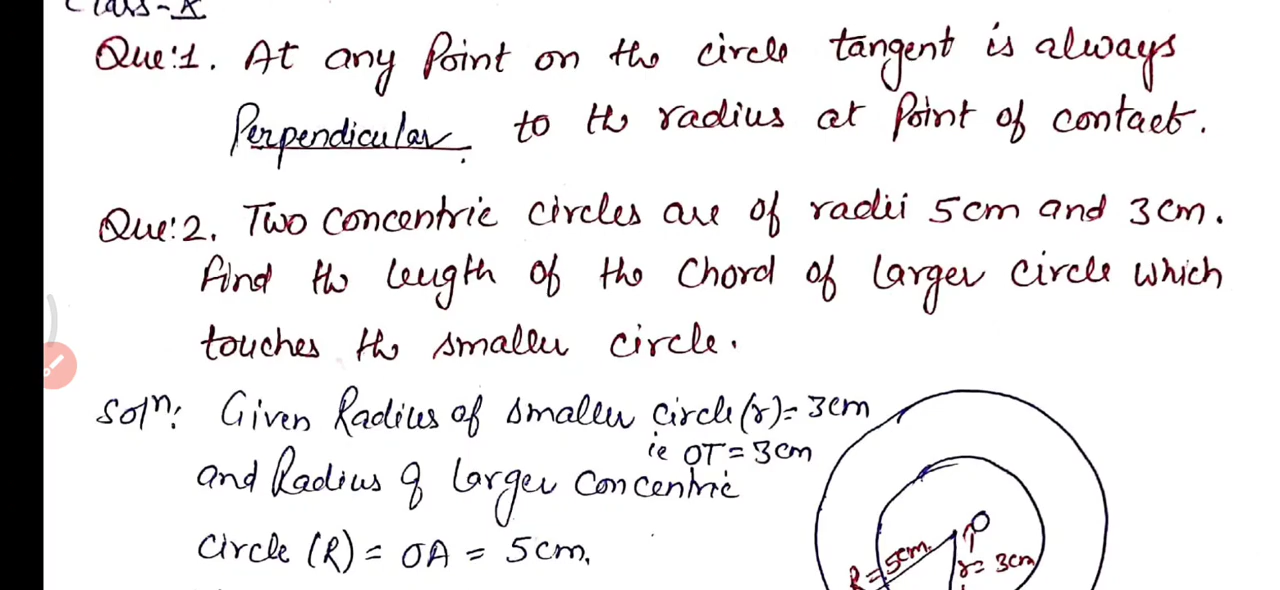 Class-X
Que:1. At any Point on the circle tangent is always
Perpendicular. to the radius at Point of contact.
Que:2. Two concentric circles are of radii 5cm and 3cm.
find the length of the Chord of larger circle which
touches the smaller circle.
Solⁿ: Given Radius of smaller circle (r) = 3cm
ie OT = 3cm
and Radius of larger concentric
circle (R) = OA = 5cm.
O
R = 5cm.
r = 3cm